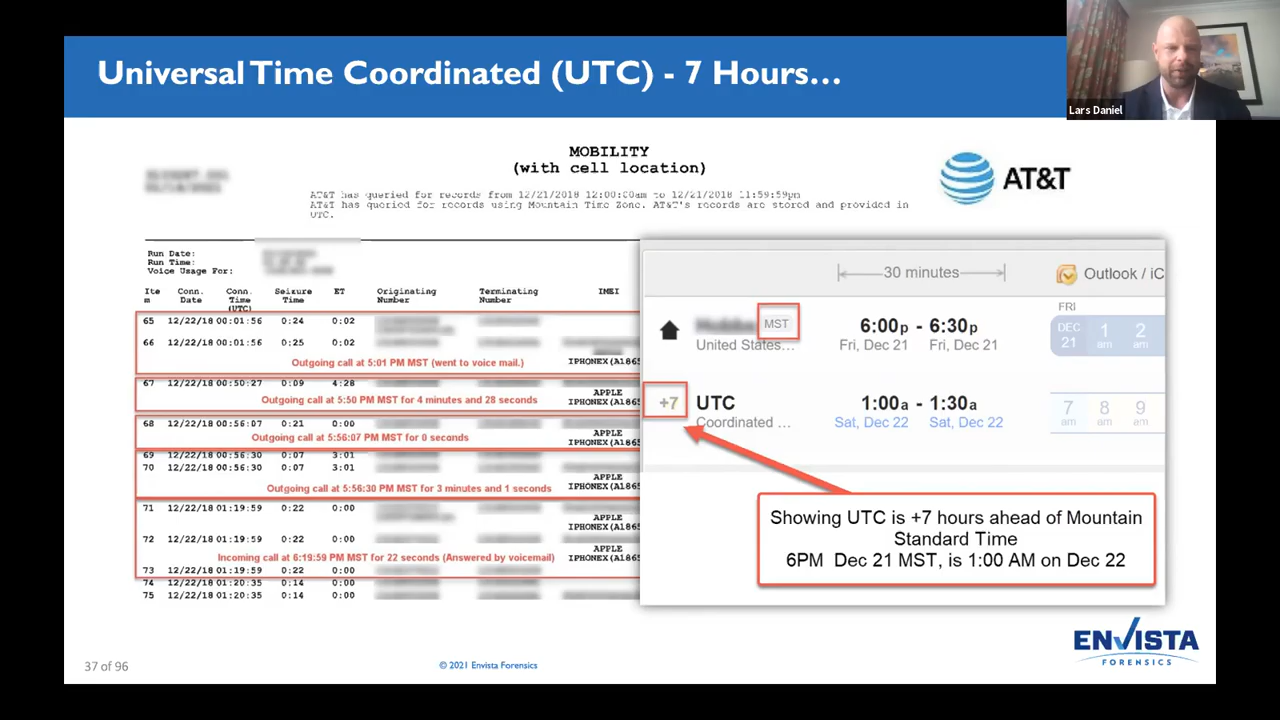 Universal Time Coordinated (UTC) - 7 Hours…
Lars Daniel
MOBILITY
(with cell location)
AT&T has queried for records from 12/21/2018 12:00:00am to 12/21/2018 11:59:59pm
AT&T has queried for records using Mountain Time Zone. AT&T's records are stored and provided in
UTC.
AT&T
Run Date:
Run Time:
Voice Usage For:
Ite
m
Conn.
Date
Conn.
Time
(UTC)
Seizure
Time
ET
Originating
Number
Terminating
Number
IMEI
65 12/22/18 00:01:56 0:24 0:02
66 12/22/18 00:01:56 0:25 0:02
Outgoing call at 5:01 PM MST (went to voice mail.)
IPHONEX(A1865
67 12/22/18 00:50:27 0:09 4:28
APPLE
Outgoing call at 5:50 PM MST for 4 minutes and 28 seconds
IPHONEX(A1865
68 12/22/18 00:56:07 0:21 0:00
Outgoing call at 5:56:07 PM MST for 0 seconds
APPLE
IPHONEX(A1865
69 12/22/18 00:56:30 0:07 3:01
70 12/22/18 00:56:30 0:07 3:01
APPLE
Outgoing call at 5:56:30 PM MST for 3 minutes and 1 seconds
IPHONEX(A1865
71 12/22/18 01:19:59 0:22 0:00
APPLE
IPHONEX(A1865
72 12/22/18 01:19:59 0:22 0:00
APPLE
Incoming call at 6:19:59 PM MST for 22 seconds (Answered by voicemail)
IPHONEX(A1865
73 12/22/18 01:19:59 0:22 0:00
74 12/22/18 01:20:35 0:14 0:00
75 12/22/18 01:20:35 0:14 0:00
30 minutes
Outlook / iC
MST
United States...
6:00p - 6:30p
Fri, Dec 21 Fri, Dec 21
FRI
DEC
21
1
am
2
am
+7
UTC
Coordinated ...
1:00a - 1:30a
Sat, Dec 22 Sat, Dec 22
7
am
8
am
9
am
Showing UTC is +7 hours ahead of Mountain
Standard Time
6PM Dec 21 MST, is 1:00 AM on Dec 22
37 of 96
© 2021 Envista Forensics
ENVISTA
FORENSICS